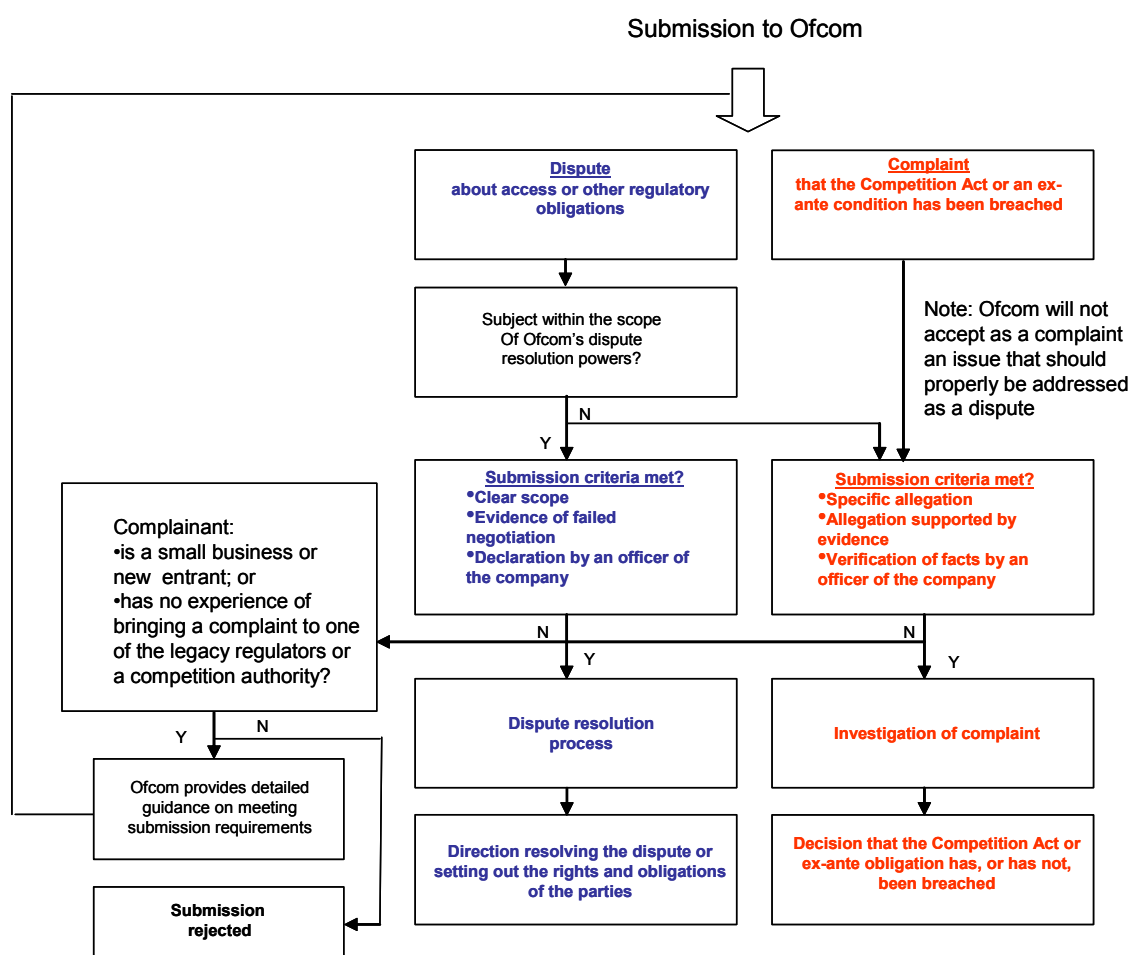 Submission to Ofcom
Dispute
about access or other regulatory
obligations
Complaint
that the Competition Act or an ex-
ante condition has been breached
Subject within the scope
Of Ofcom's dispute
resolution powers?
Note: Ofcom will not
accept as a complaint
an issue that should
properly be addressed
as a dispute
N
Y
Submission criteria met?
•Clear scope
•Evidence of failed
negotiation
•Declaration by an officer of
the company
Submission criteria met?
•Specific allegation
•Allegation supported by
evidence
•Verification of facts by an
officer of the company
Complainant:
•is a small business or
new entrant; or
•has no experience of
bringing a complaint to one
of the legacy regulators or
a competition authority?
N
N
Y
Y
Dispute resolution
process
Investigation of complaint
Y
N
Ofcom provides detailed
guidance on meeting
submission requirements
Direction resolving the dispute or
setting out the rights and obligations
of the parties
Decision that the Competition Act or
ex-ante obligation has, or has not,
been breached
Submission
rejected